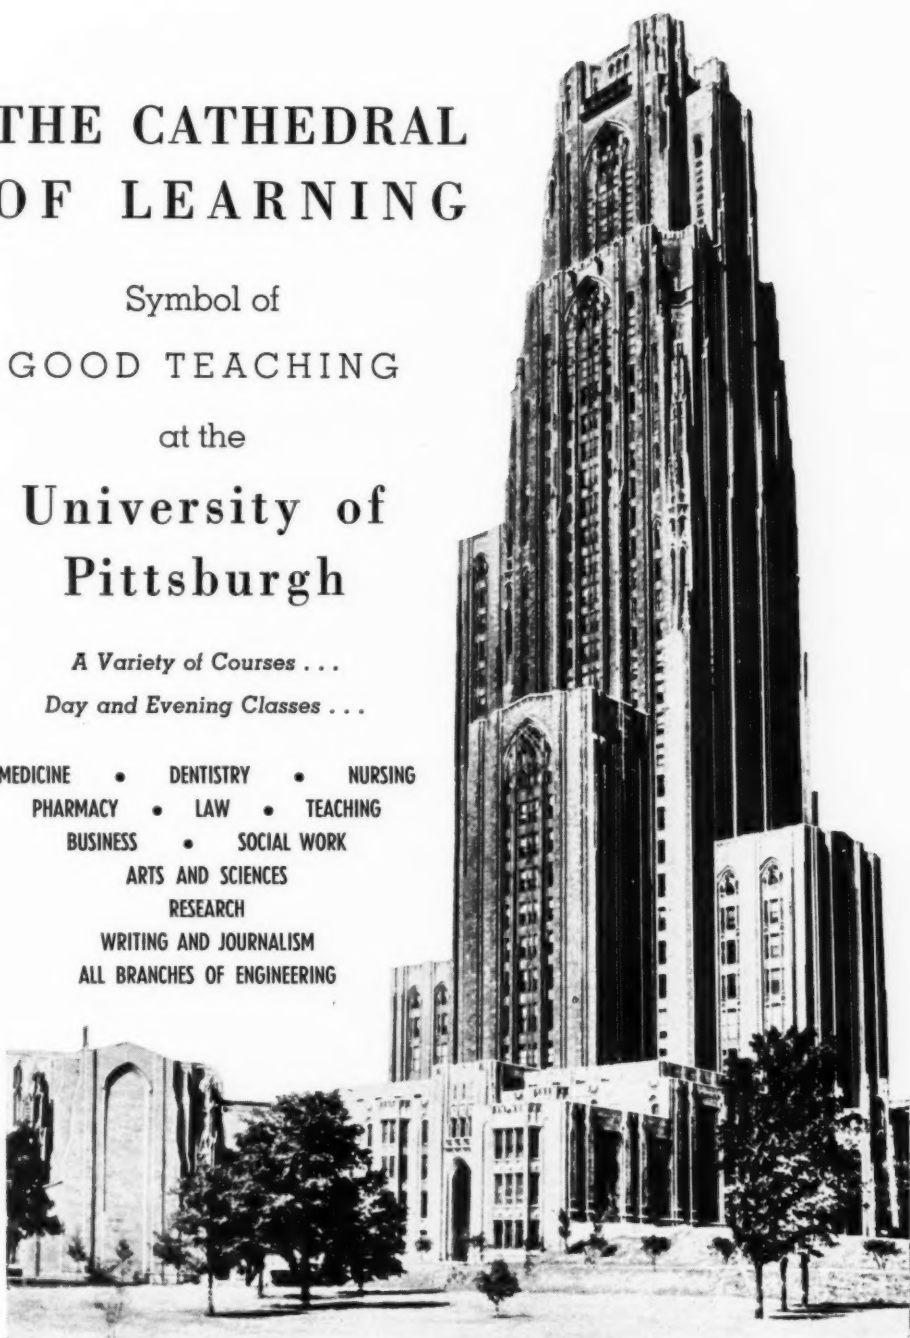 THE CATHEDRAL
OF LEARNING
Symbol of
GOOD TEACHING
at the
University of
Pittsburgh
A Variety of Courses . . .
Day and Evening Classes . . .
MEDICINE • DENTISTRY • NURSING
PHARMACY • LAW • TEACHING
BUSINESS • SOCIAL WORK
ARTS AND SCIENCES
RESEARCH
WRITING AND JOURNALISM
ALL BRANCHES OF ENGINEERING